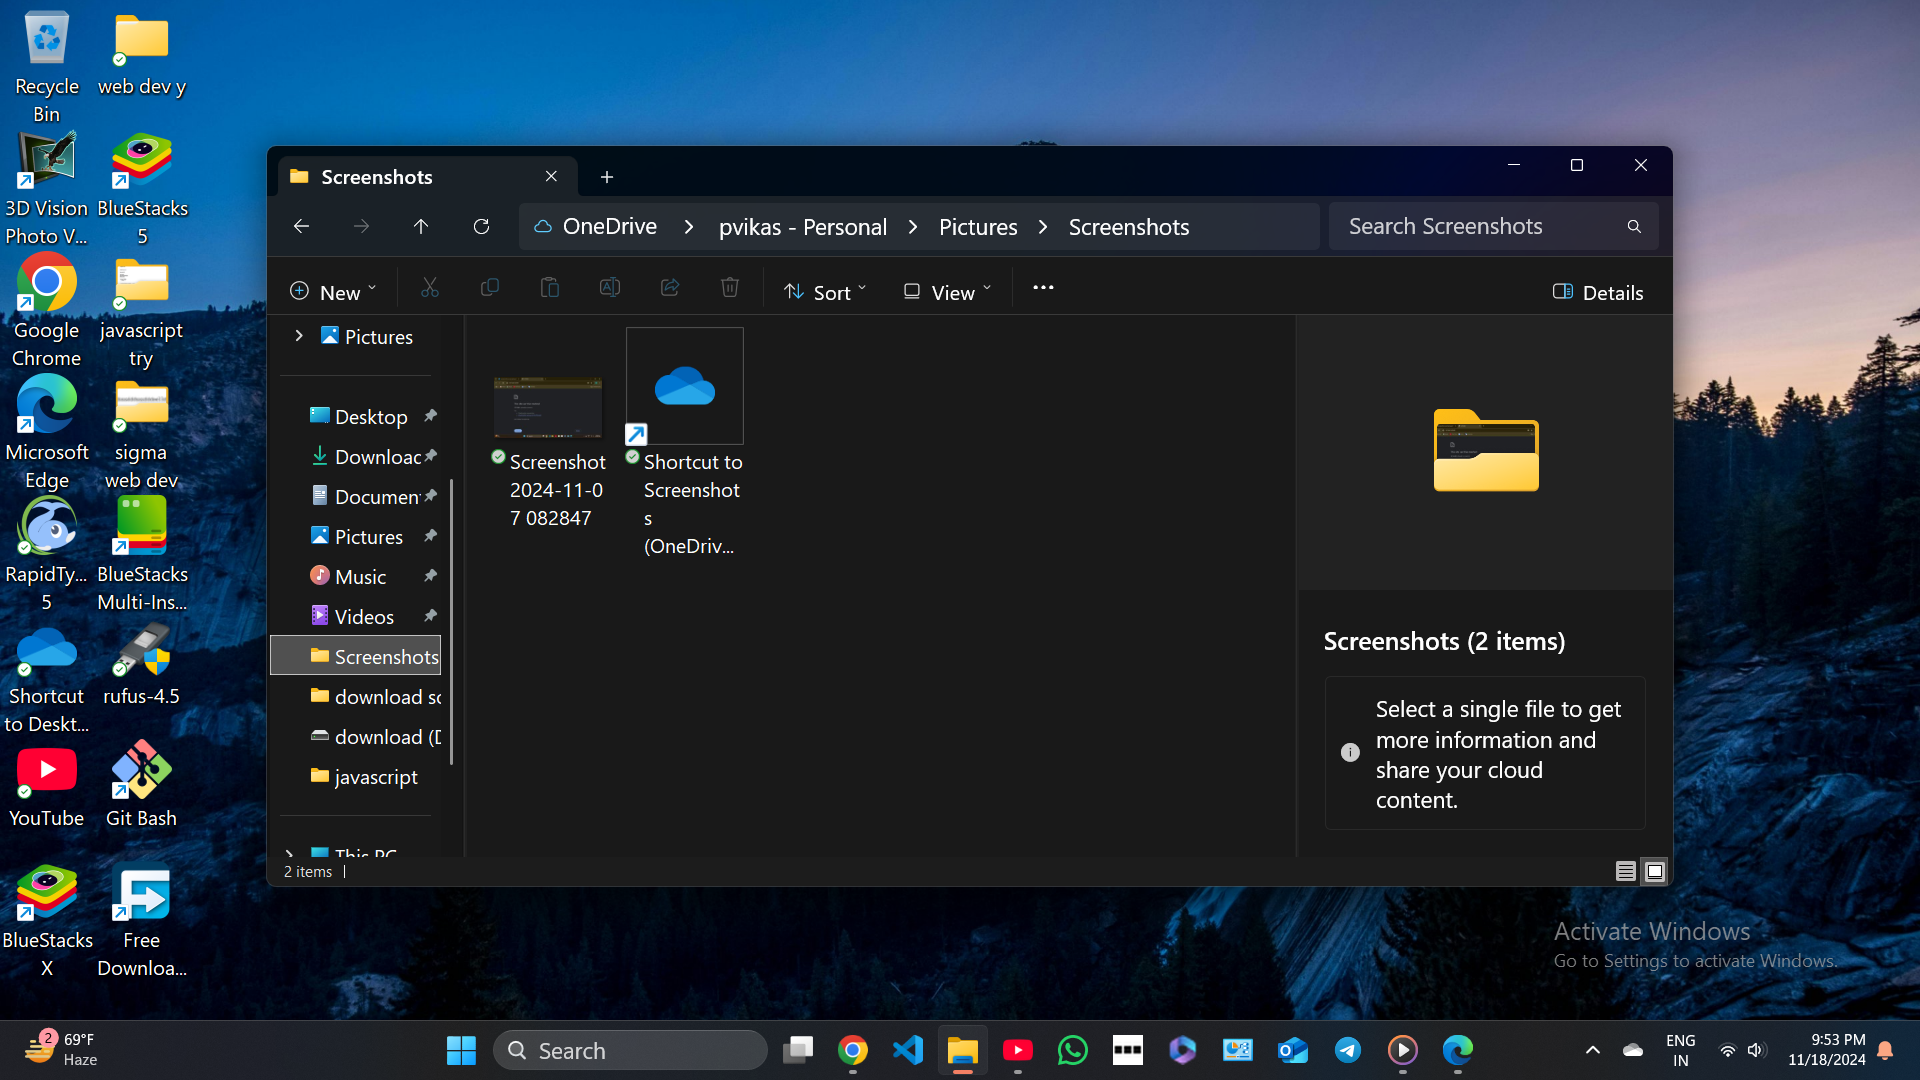 Recycle
Bin
web dev y
3D Vision
Photo V...
BlueStacks
5
Google
Chrome
javascript
try
Microsoft
Edge
sigma
web dev
RapidTy...
5
BlueStacks
Multi-Ins...
Shortcut
to Deskt...
rufus-4.5
YouTube
Git Bash
BlueStacks
X
Free
Downloa...
Screenshots
OneDrive
pvikas - Personal
Pictures
Screenshots
Search Screenshots
New
Sort
View
Details
Pictures
Desktop
Download
Documen
Pictures
Music
Videos
Screenshots
download sc
download (D
javascript
This PC
Screenshot
2024-11-0
7 082847
Shortcut to
Screenshot
s
(OneDriv...
Screenshots (2 items)
Select a single file to get
more information and
share your cloud
content.
2 items
Activate Windows
Go to Settings to activate Windows.
2
69°F
Haze
Search
ENG
IN
9:53 PM
11/18/2024